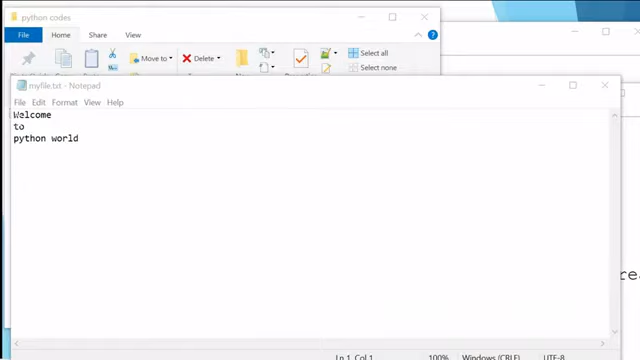 python codes
File Home Share View
Move to Delete Select all
Select none
myfile.txt - Notepad
File Edit Format View Help
Welcome
to
python world
Ln 1, Col 1 100% Windows (CRLF) UTF-8